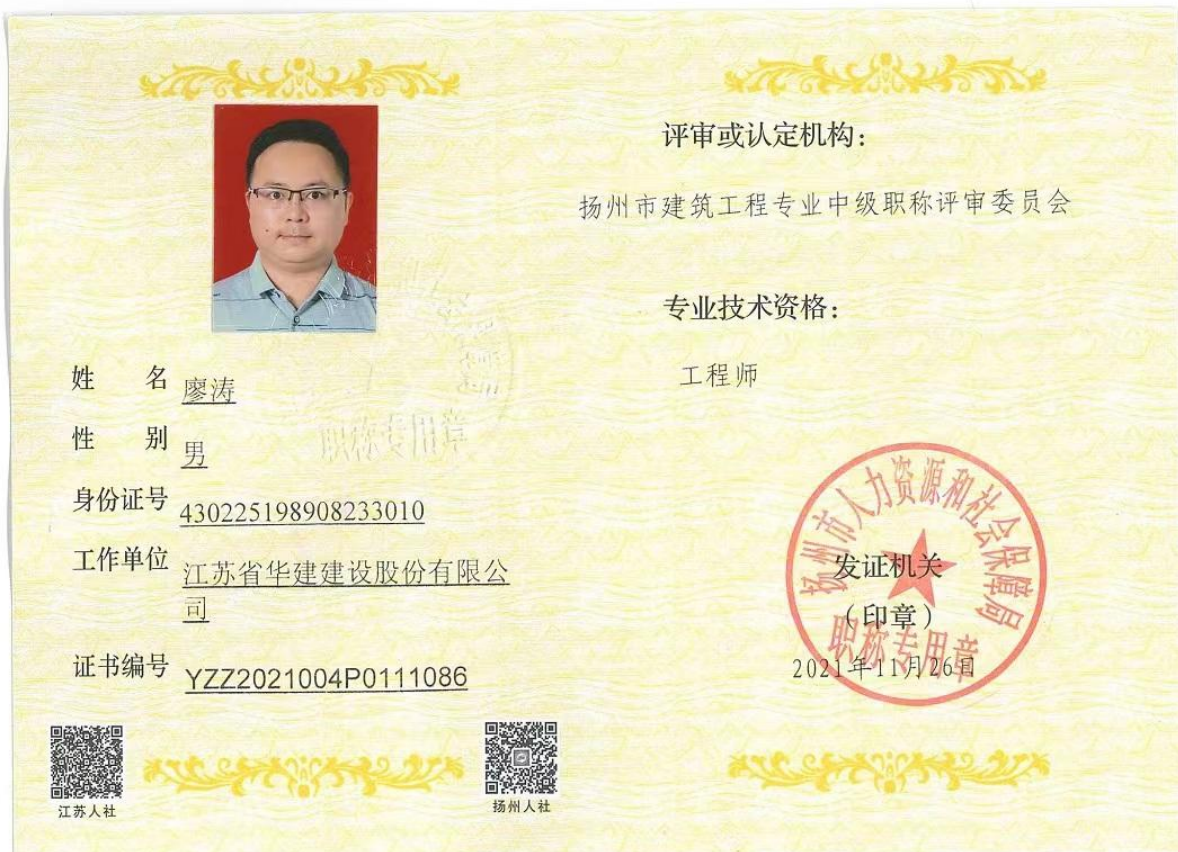 姓 名 廖涛
性 别 男
身份证号 430225198908233010
工作单位 江苏省华建建设股份有限公
司
证书编号 YZZ2021004P0111086
江苏人社
扬州人社
评审或认定机构：
扬州市建筑工程专业中级职称评审委员会
专业技术资格：
工程师
扬州市人力资源和社会保障局
发证机关
（印章）
职称专用章
2021年11月26日
职称专用章